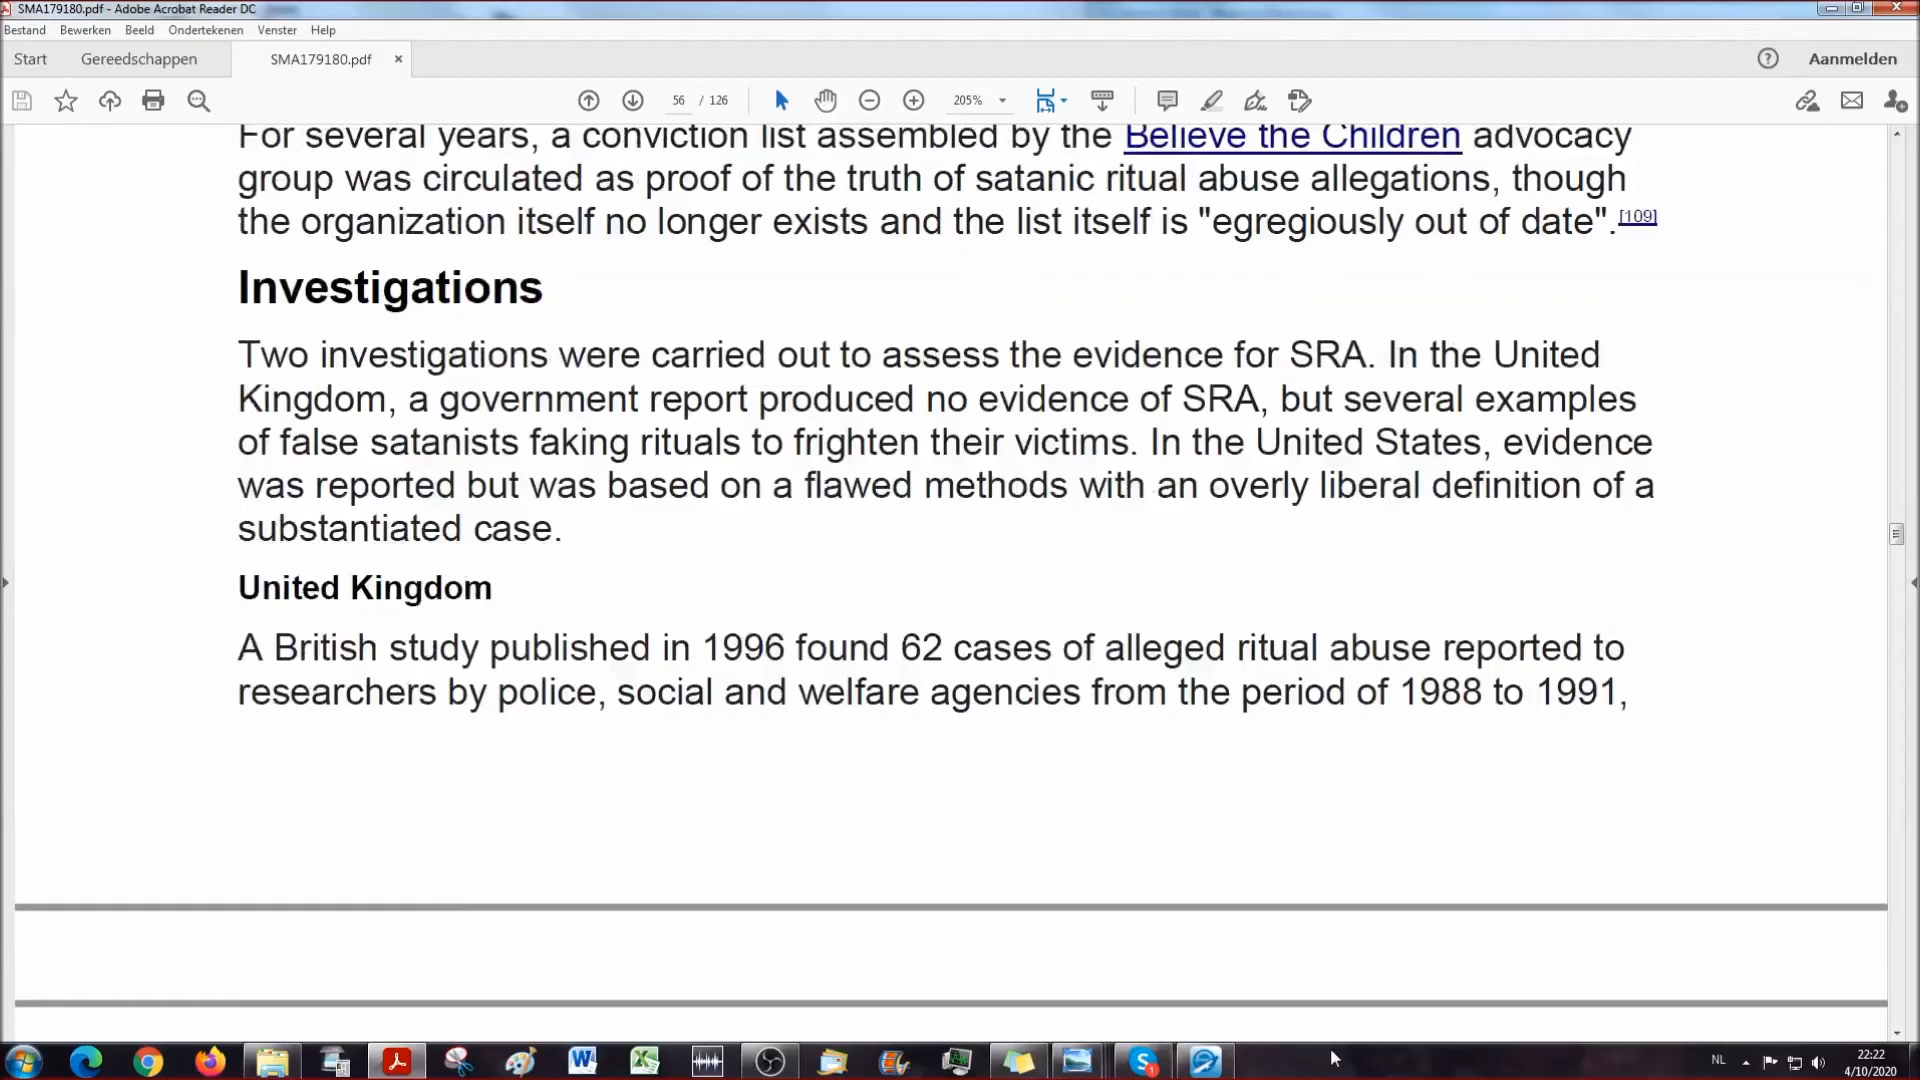 SMA179180.pdf - Adobe Acrobat Reader DC
Bestand Bewerken Beeld Ondertekenen Venster Help
Start Gereedschappen SMA179180.pdf × Aanmelden
56 / 126 205%
For several years, a conviction list assembled by the Believe the Children advocacy
group was circulated as proof of the truth of satanic ritual abuse allegations, though
the organization itself no longer exists and the list itself is "egregiously out of date".[109]
Investigations
Two investigations were carried out to assess the evidence for SRA. In the United
Kingdom, a government report produced no evidence of SRA, but several examples
of false satanists faking rituals to frighten their victims. In the United States, evidence
was reported but was based on a flawed methods with an overly liberal definition of a
substantiated case.
United Kingdom
A British study published in 1996 found 62 cases of alleged ritual abuse reported to
researchers by police, social and welfare agencies from the period of 1988 to 1991,
NL 22:22
4/10/2020